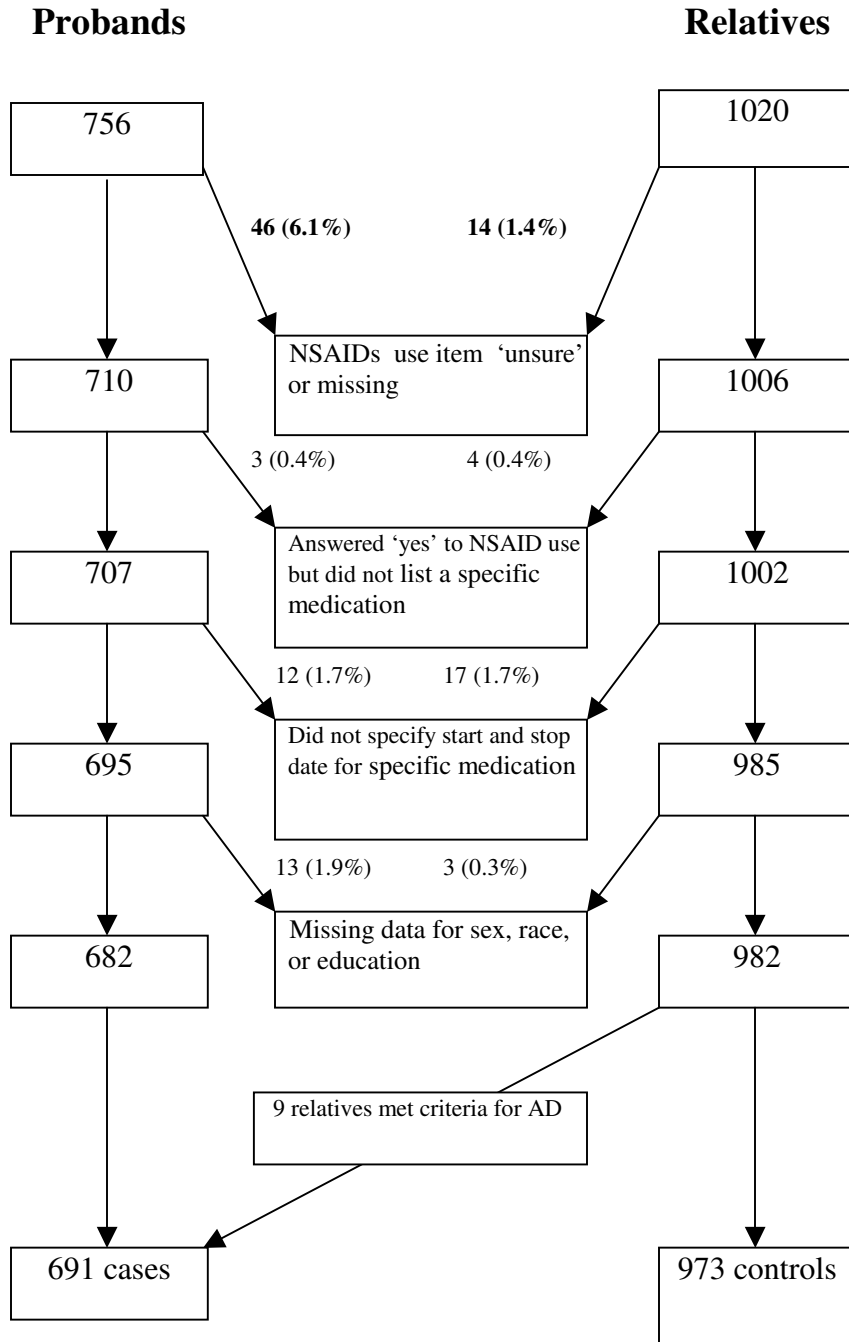 Probands Relatives
756 1020
46 (6.1%) 14 (1.4%)
NSAIDs use item ‘unsure’
or missing
710 1006
3 (0.4%) 4 (0.4%)
Answered ‘yes’ to NSAID use
but did not list a specific
medication
707 1002
12 (1.7%) 17 (1.7%)
Did not specify start and stop
date for specific medication
695 985
13 (1.9%) 3 (0.3%)
Missing data for sex, race,
or education
682 982
9 relatives met criteria for AD
691 cases 973 controls